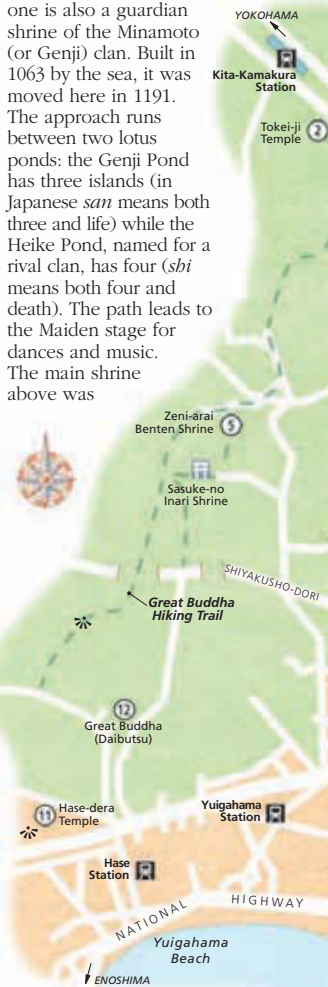 one is also a guardian
shrine of the Minamoto
(or Genji) clan. Built in
1063 by the sea, it was
moved here in 1191.
The approach runs
between two lotus
ponds: the Genji Pond
has three islands (in
Japanese san means both
three and life) while the
Heike Pond, named for a
rival clan, has four (shi
means both four and
death). The path leads to
the Maiden stage for
dances and music.
The main shrine
above was
YOKOHAMA
Kita-Kamakura
Station
Tokei-ji
Temple
2
Zeni-arai
Benten Shrine
5
Sasuke-no
Inari Shrine
SHIYAKUSHO-DORI
Great Buddha
Hiking Trail
12
Great Buddha
(Daibutsu)
11
Hase-dera
Temple
Yuigahama
Station
Hase
Station
NATIONAL HIGHWAY
Yuigahama
Beach
ENOSHIMA